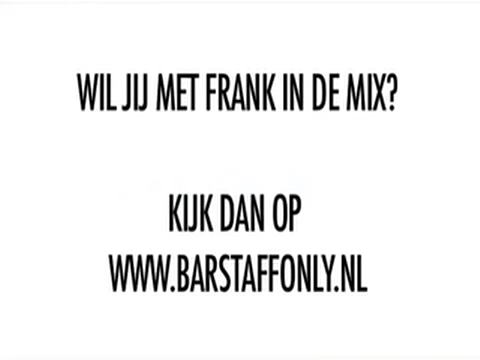 WIL JIJ MET FRANK IN DE MIX?
KIJK DAN OP
WWW.BARSTAFFONLY.NL